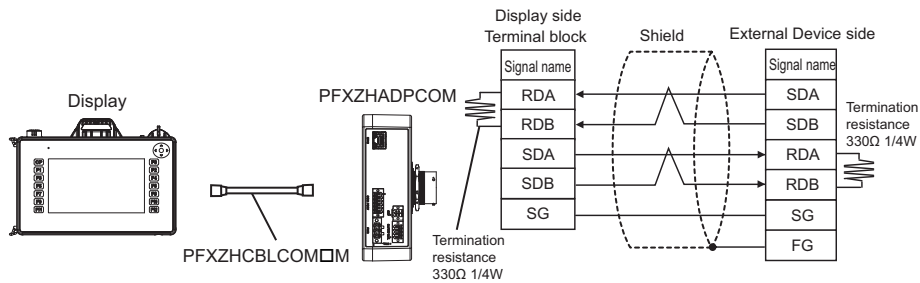 Display side
Terminal block
Shield
External Device side
Signal name
Signal name
Display
PFXZHADPCOM
RDA
SDA
RDB
SDB
SDA
RDA
SDB
RDB
SG
SG
FG
Termination
resistance
330Ω 1/4W
PFXZHCBLCOM□M
Termination
resistance
330Ω 1/4W